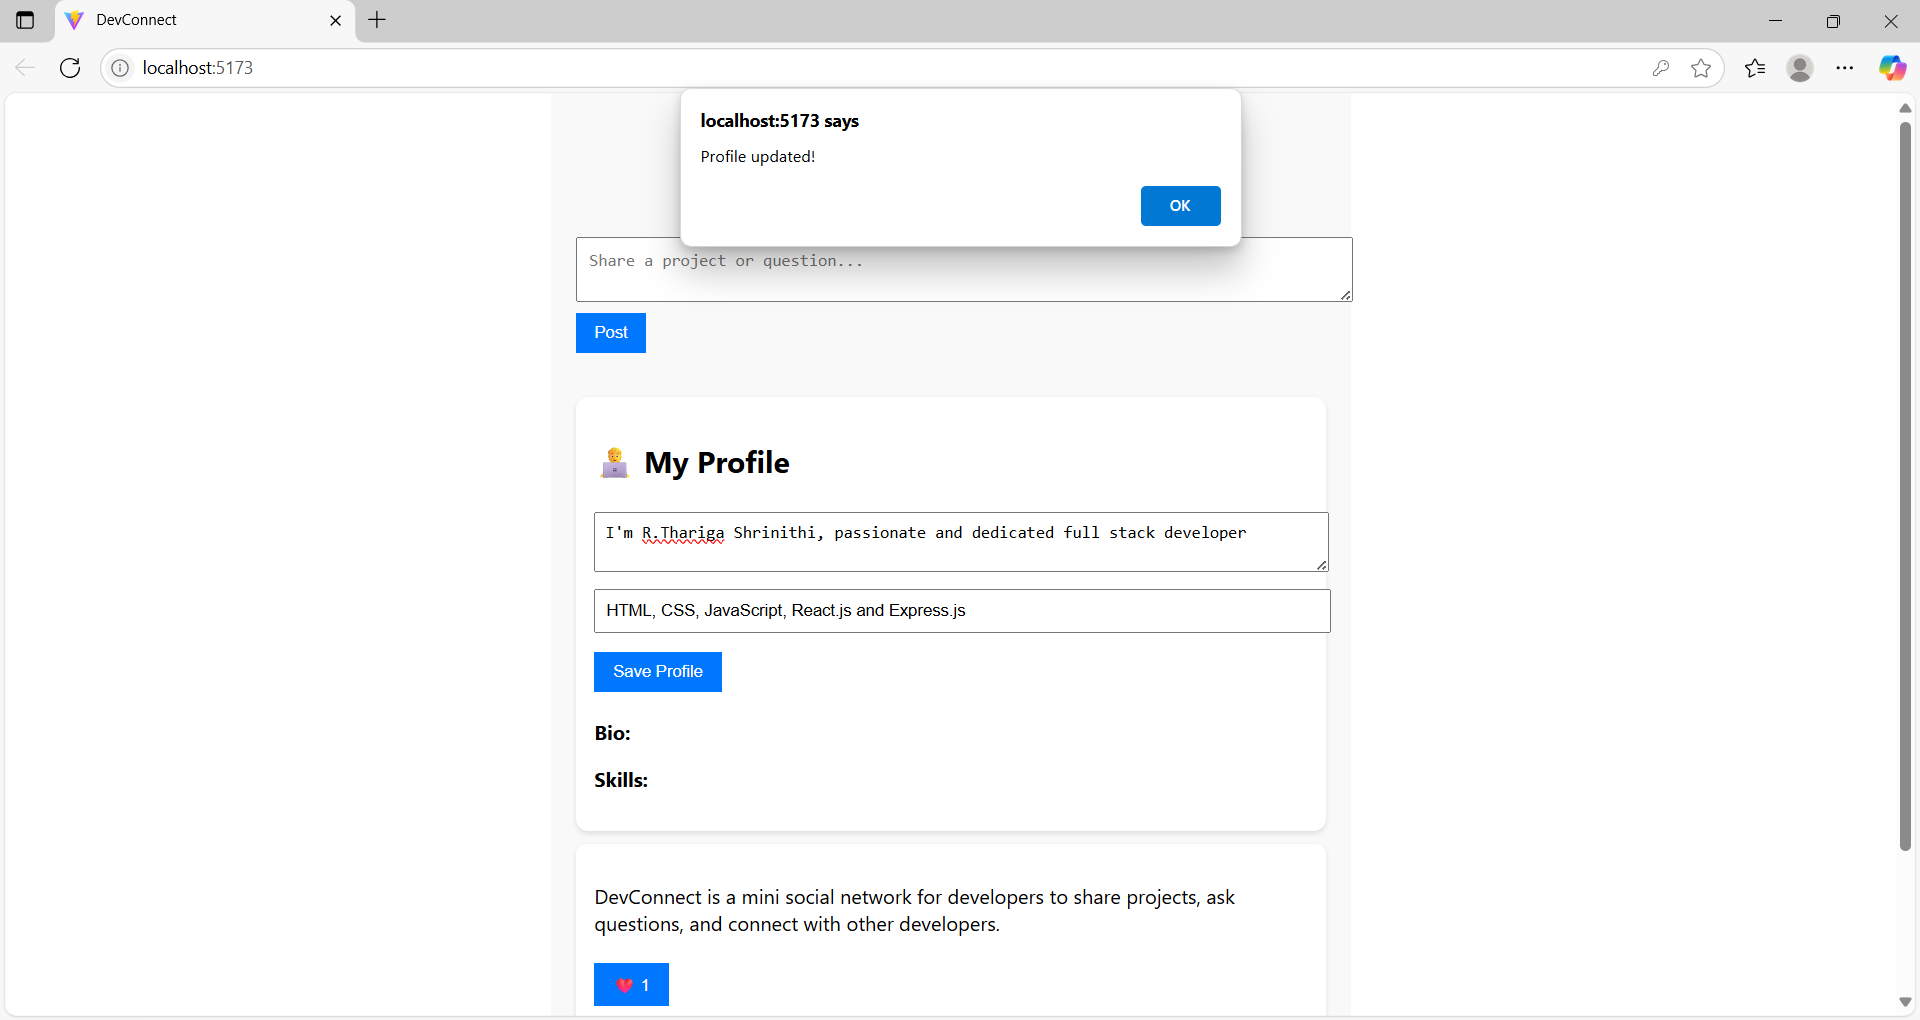 DevConnect
localhost:5173
localhost:5173 says
Profile updated!
OK
Share a project or question...
Post
My Profile
I'm R.Thariga Shrinithi, passionate and dedicated full stack developer
HTML, CSS, JavaScript, React.js and Express.js
Save Profile
Bio:
Skills:
DevConnect is a mini social network for developers to share projects, ask
questions, and connect with other developers.
1